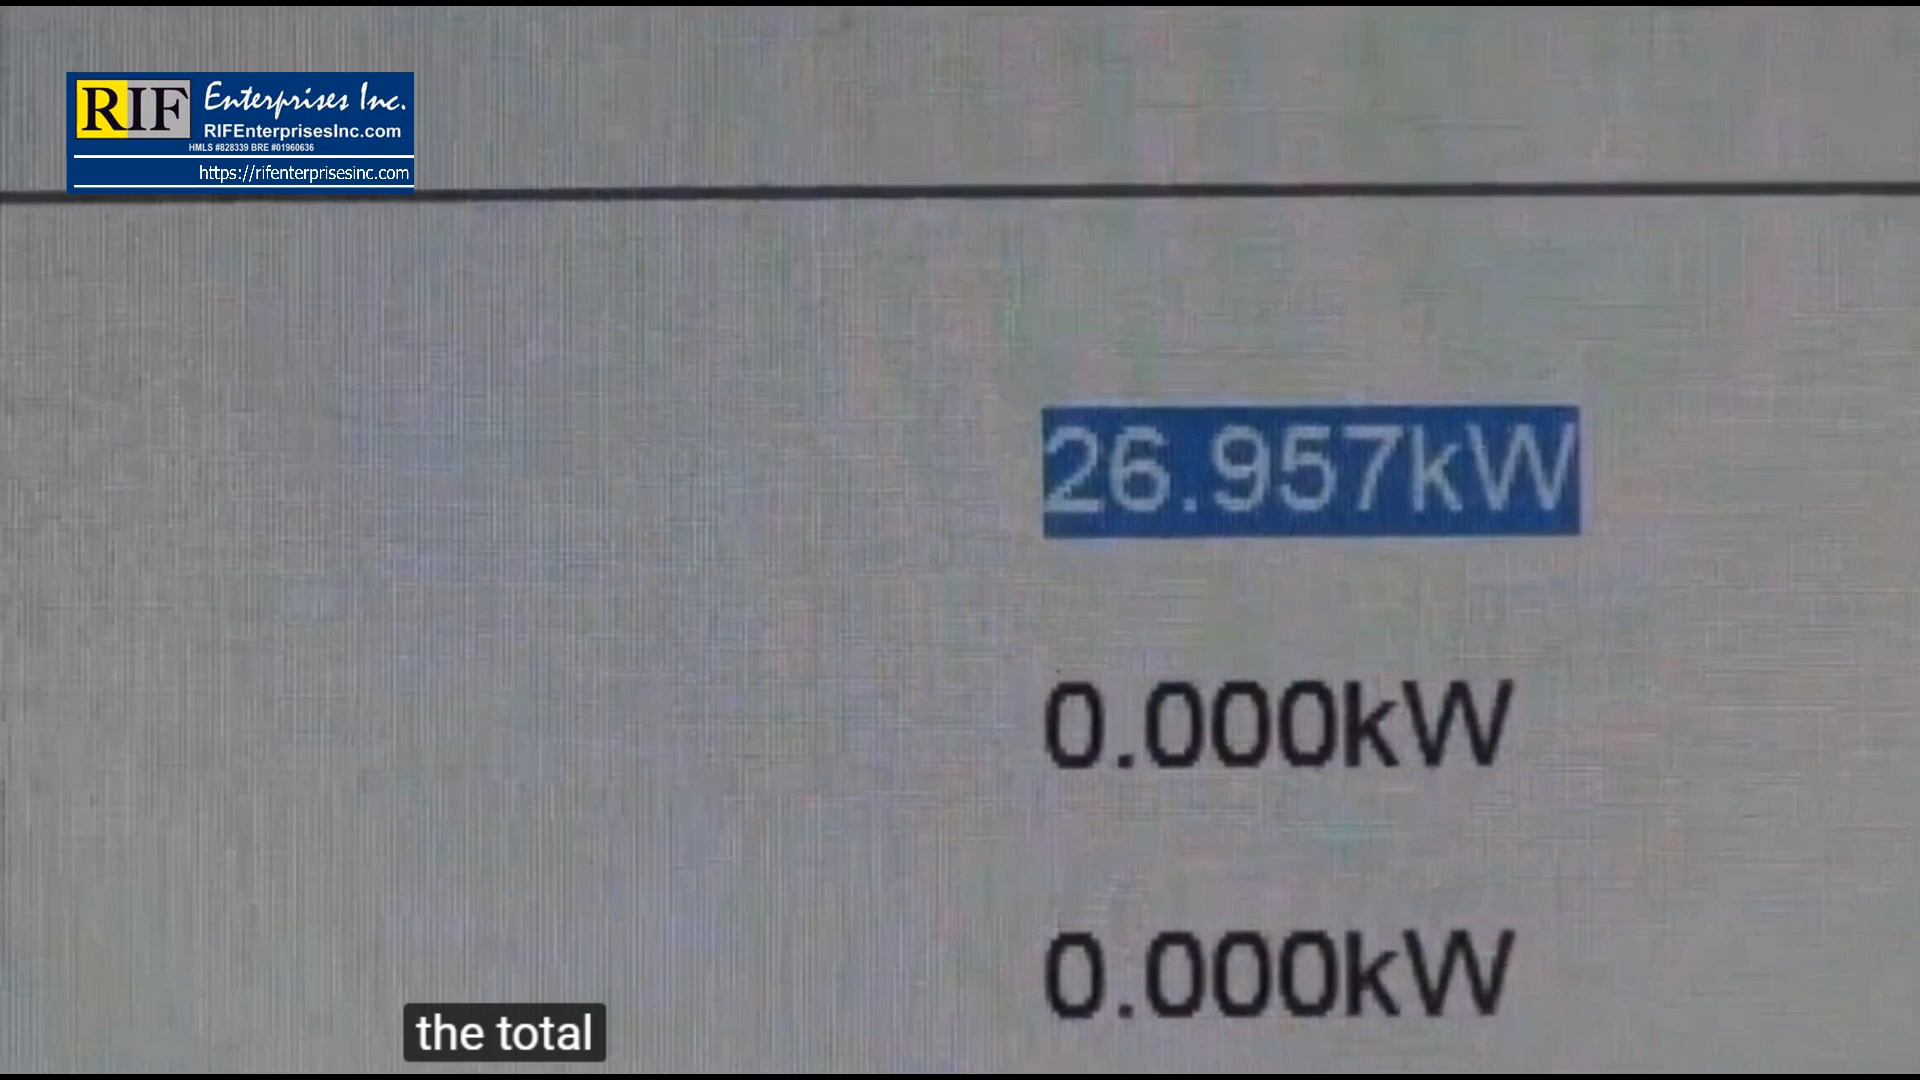 RIF Enterprises Inc.
RIFEnterprisesInc.com
HMLS #828339 BRE #01960636
https://rifenterprisesinc.com
26.957kW
0.000kW
0.000kW
the total